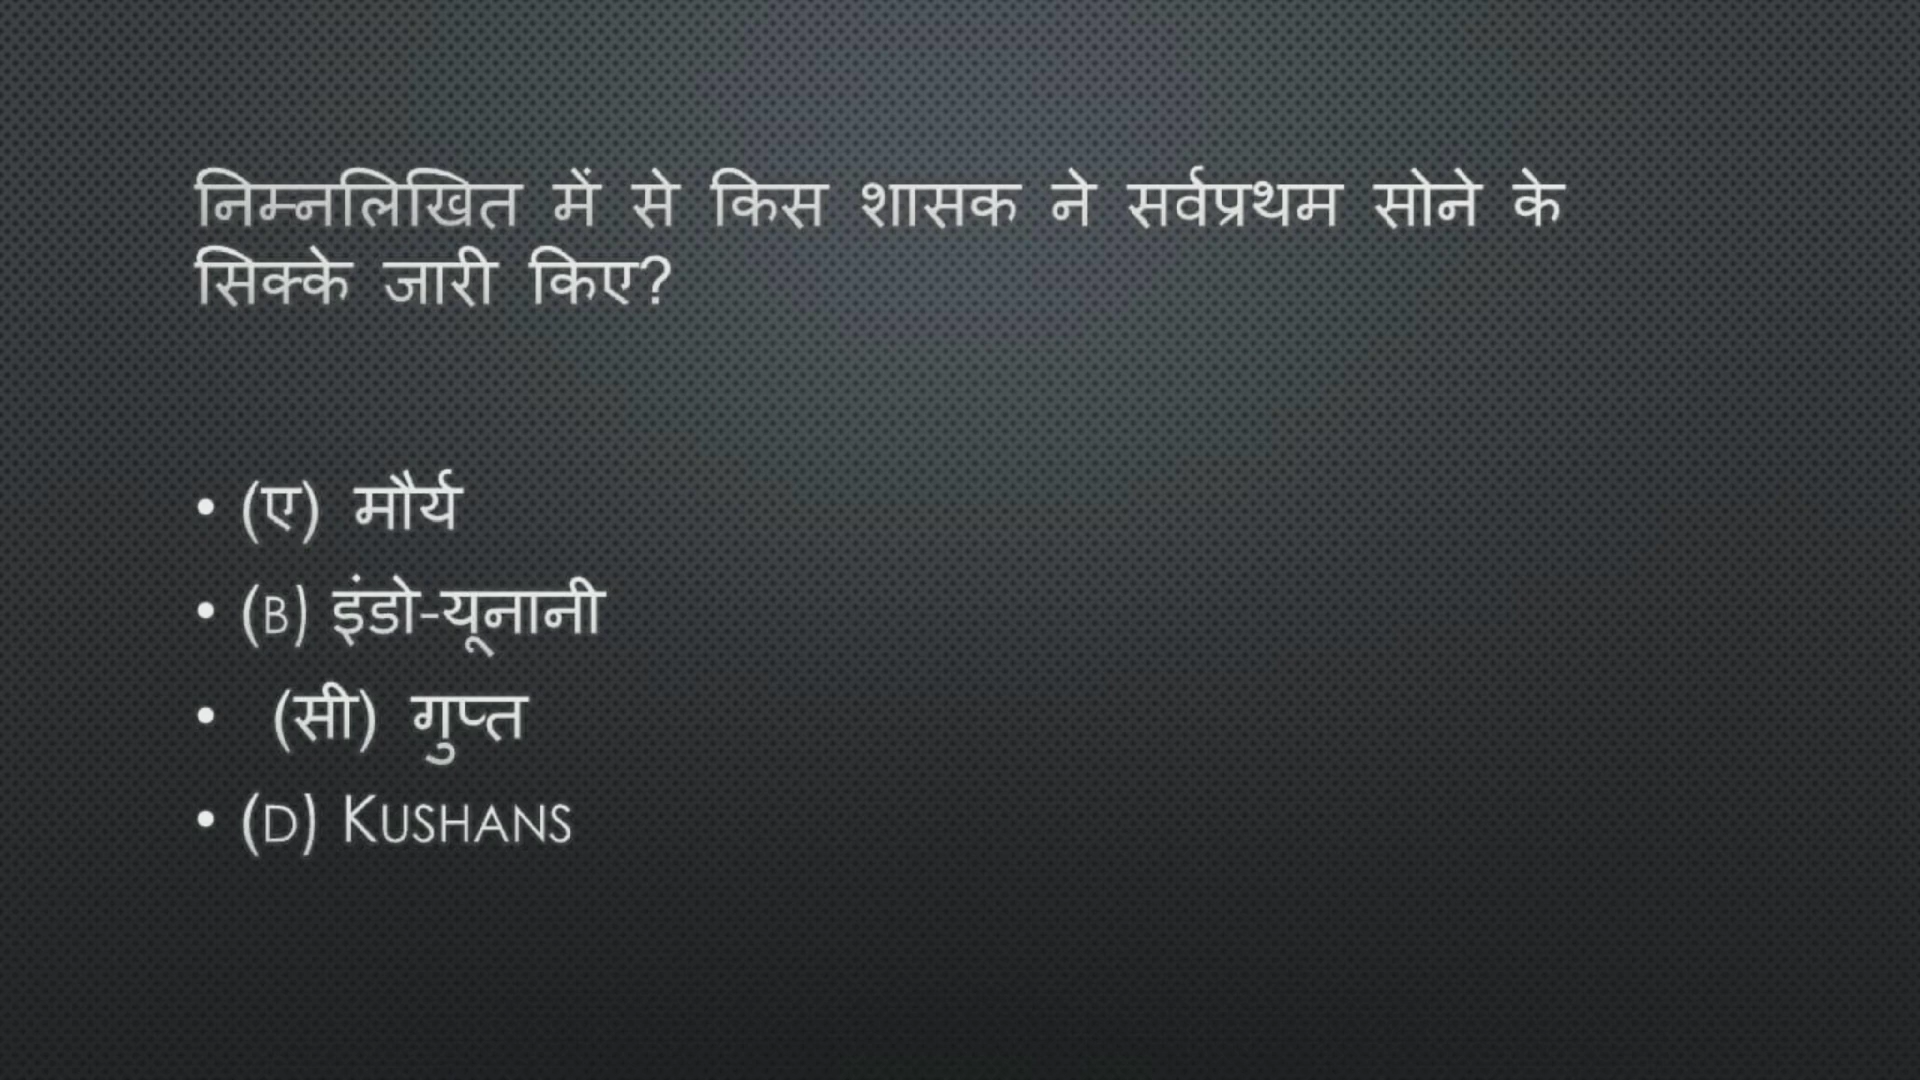 निम्नलिखित में से किस शासक ने सर्वप्रथम सोने के
सिक्के जारी किए?
• (ए) मौर्य
• (B) इंडो-यूनानी
• (सी) गुप्त
• (D) KUSHANS